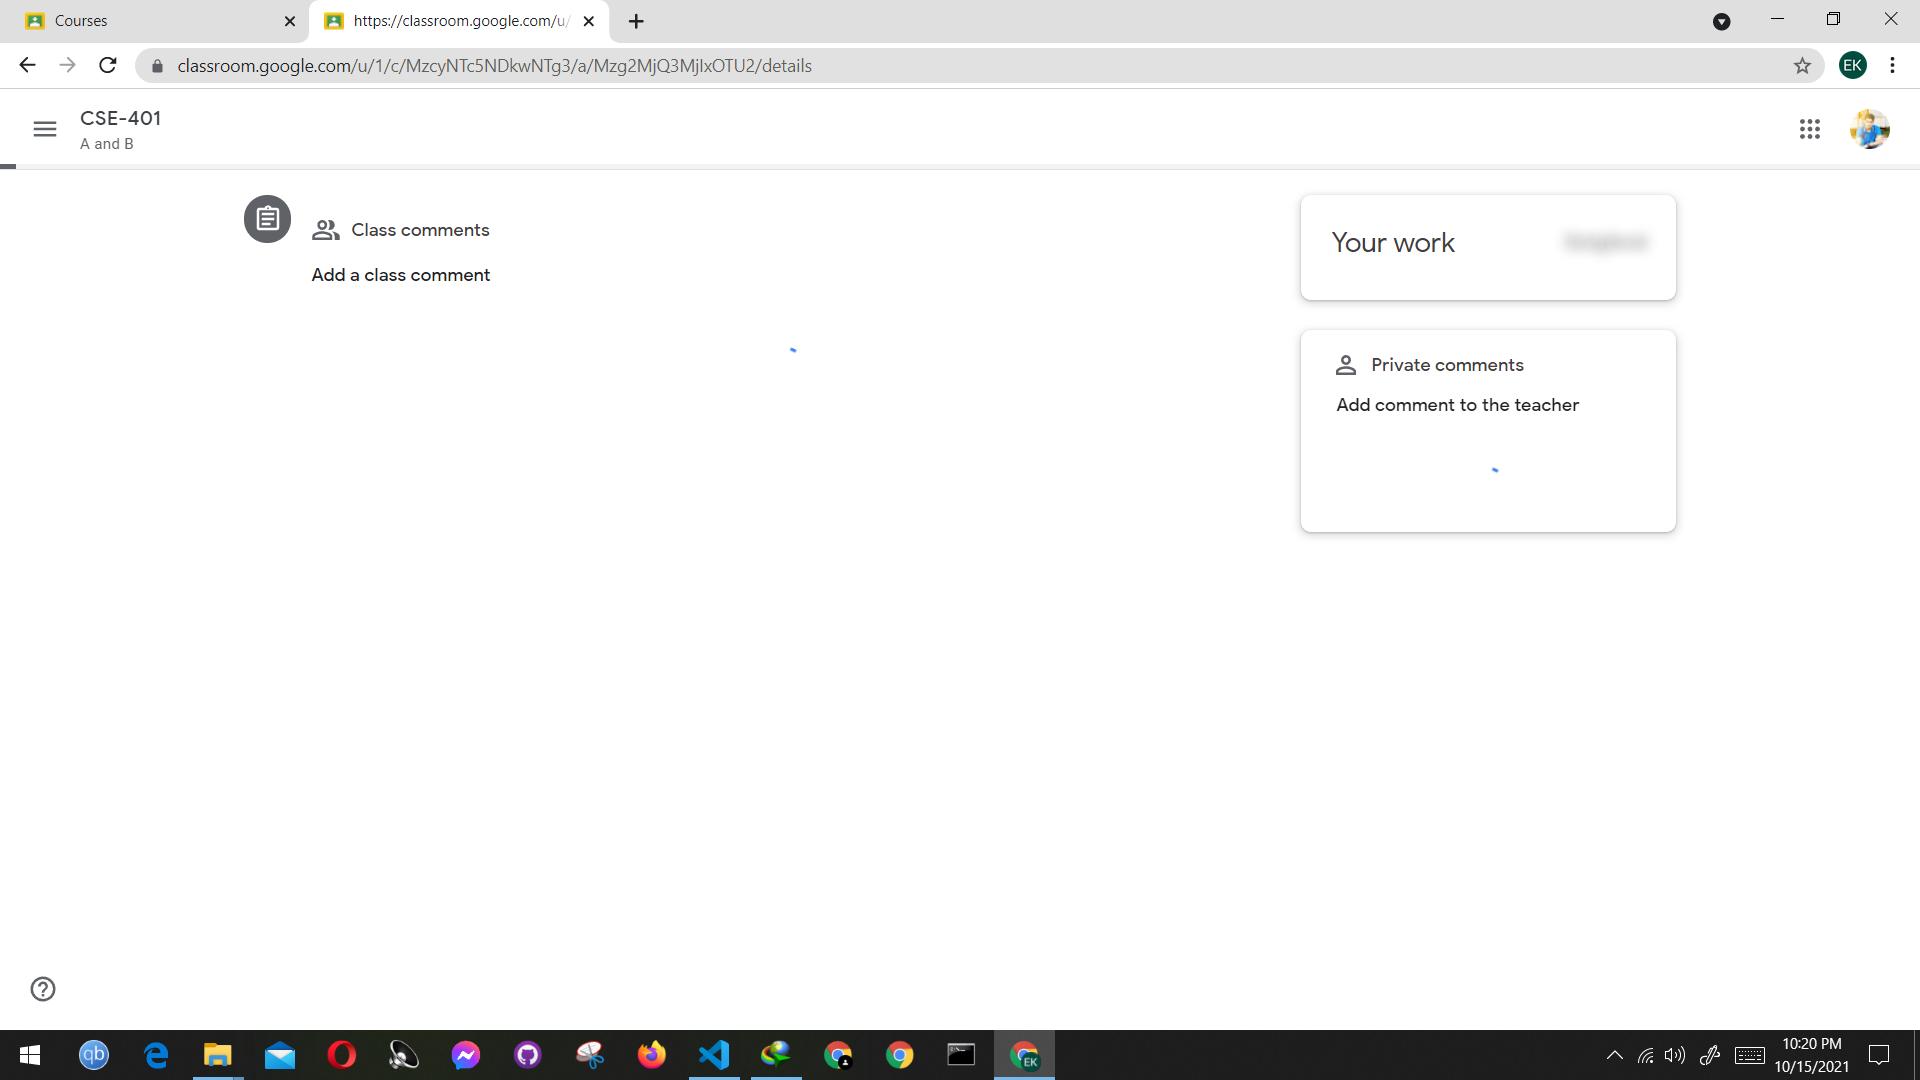 Courses
https://classroom.google.com/u/
classroom.google.com/u/1/c/MzcyNTc5NDkwNTg3/a/Mzg2MjQ3MjIxOTU2/details
EK
CSE-401
A and B
Class comments
Add a class comment
Your work
Private comments
Add comment to the teacher
qb
EK
10:20 PM
10/15/2021